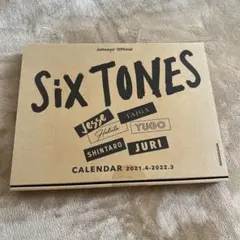 Johnnys' Official
SiXTONES
Jesse TAIGA
Hokuto YUGO
SHINTARO JURI
CALENDAR 2021.4-2022.3